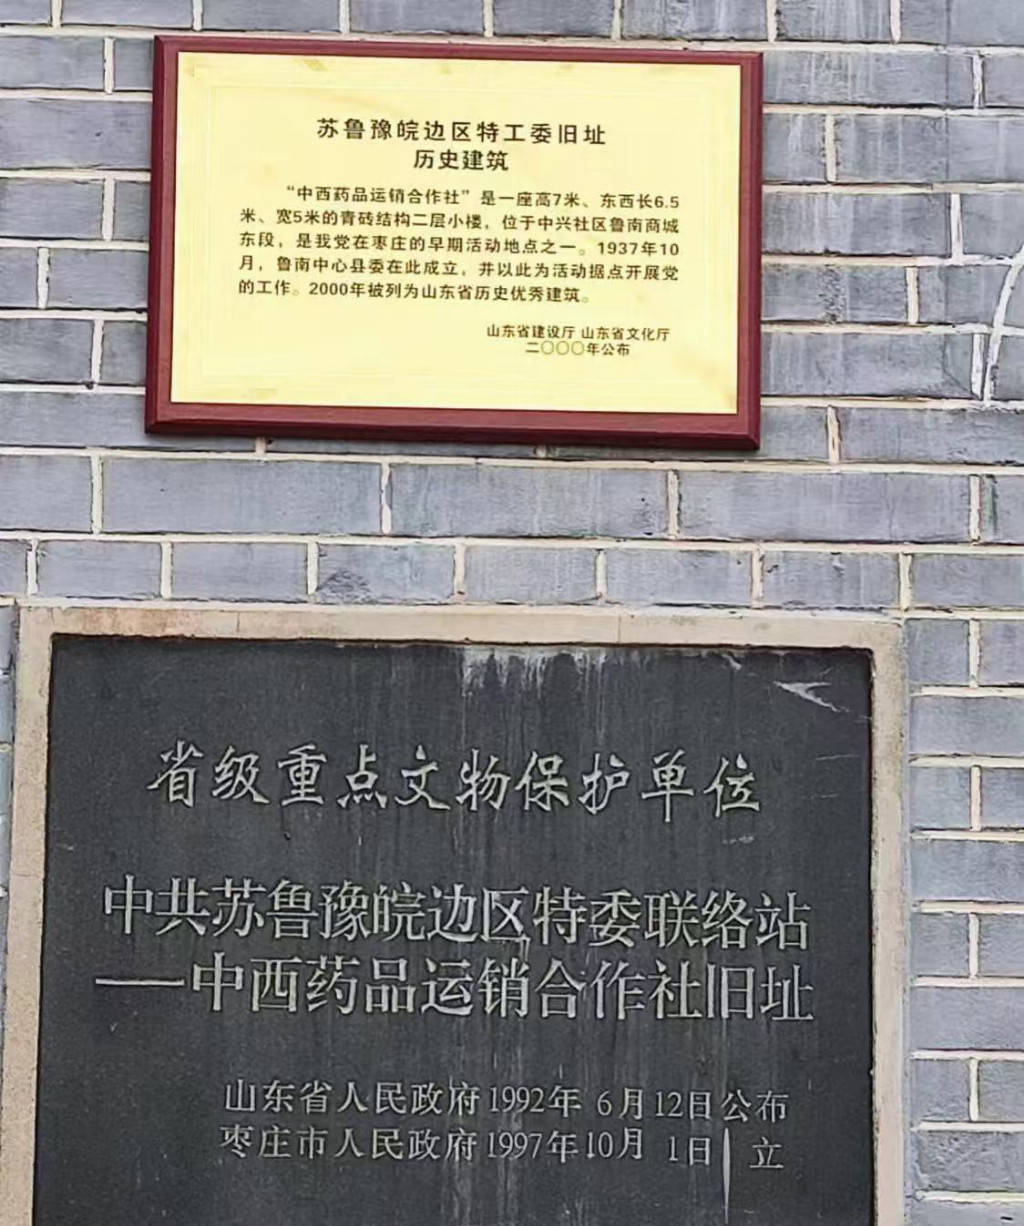 苏鲁豫皖边区特工委旧址
历史建筑
“中西药品运销合作社”是一座高7米、东西长6.5
米、宽5米的青砖结构二层小楼，位于中兴社区鲁南商城
东段，是我党在枣庄的早期活动地点之一。1937年10
月，鲁南中心县委在此成立，并以此为活动据点开展党
的工作。2000年被列为山东省历史优秀建筑。
山东省建设厅 山东省文化厅
二〇〇〇年公布
省级重点文物保护单位
中共苏鲁豫皖边区特委联络站
——中西药品运销合作社旧址
山东省人民政府1992年 6月12日公布
枣庄市人民政府1997年10月 1日 立